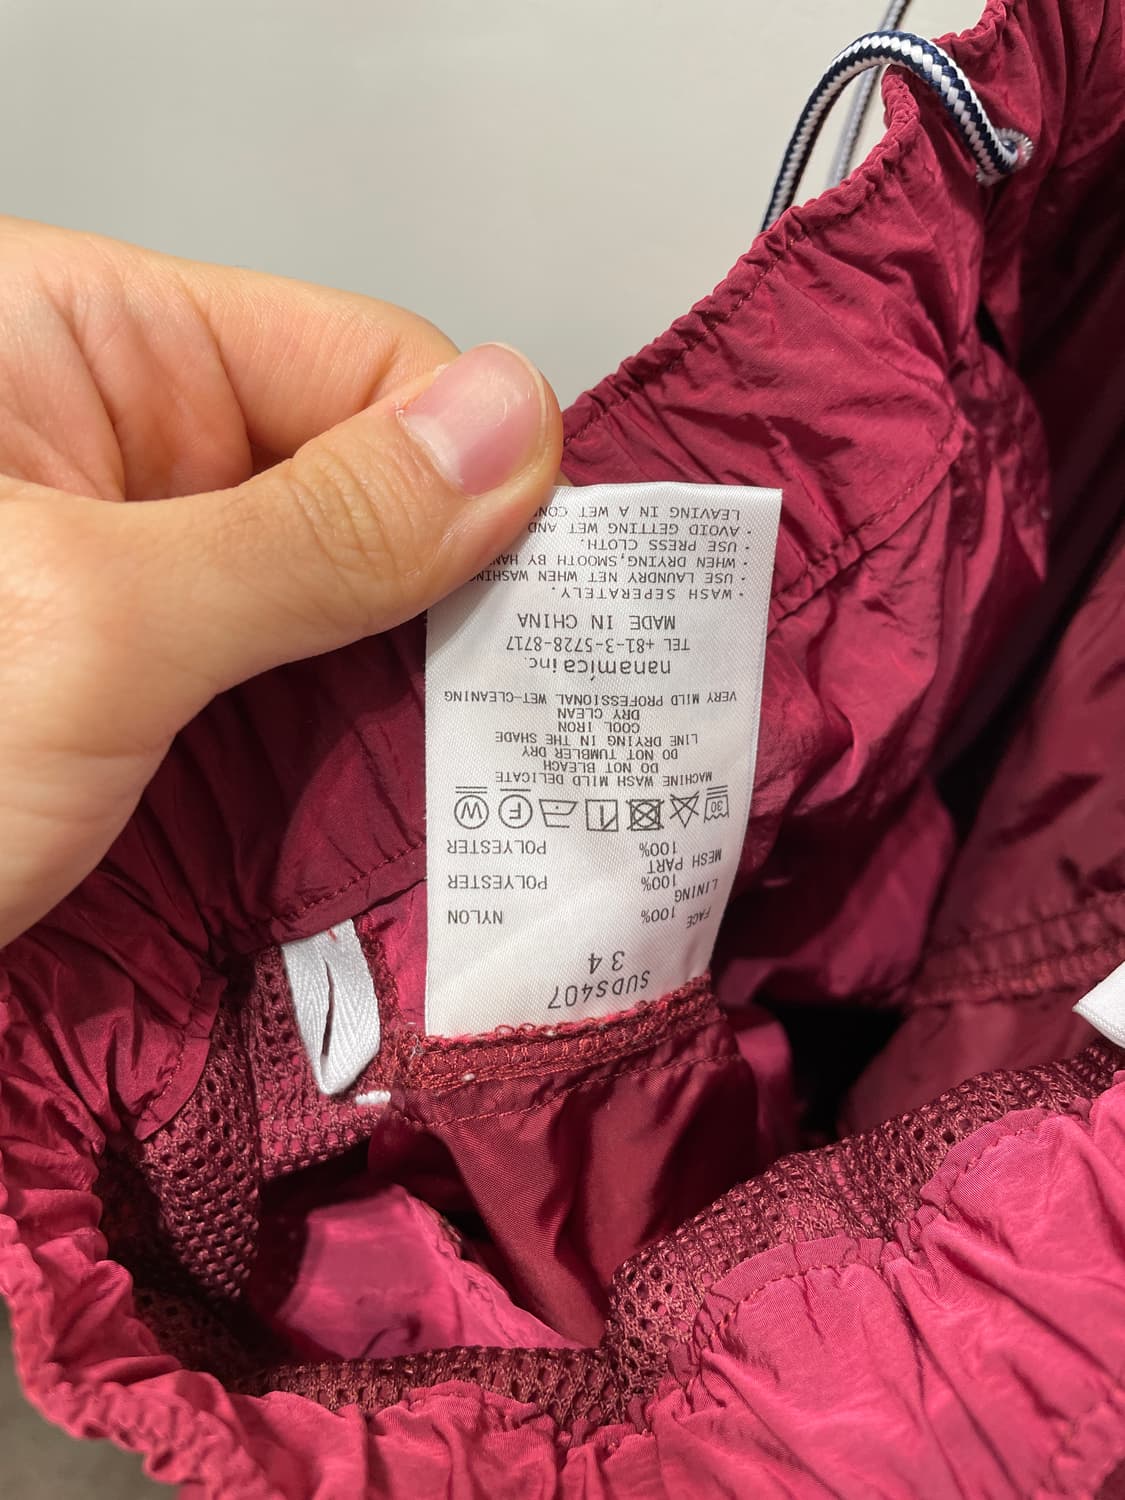 SUDS407
34
FACE
100% NYLON
LINING
100% POLYESTER
MESH PART
100% POLYESTER
30 F W
MACHINE WASH MILD DELICATE
DO NOT BLEACH
DO NOT TUMBLER DRY
LINE DRYING IN THE SHADE
COOL IRON
DRY CLEAN
VERY MILD PROFESSIONAL WET-CLEANING
nanamica inc.
TEL +81-3-5728-8717
MADE IN CHINA
· WASH SEPERATELY.
· USE LAUNDRY NET WHEN WASHING
· WHEN DRYING,SMOOTH BY
· USE PRESS CLOTH.
· AVOID GETTING WET AND
LEAVING IN A WET